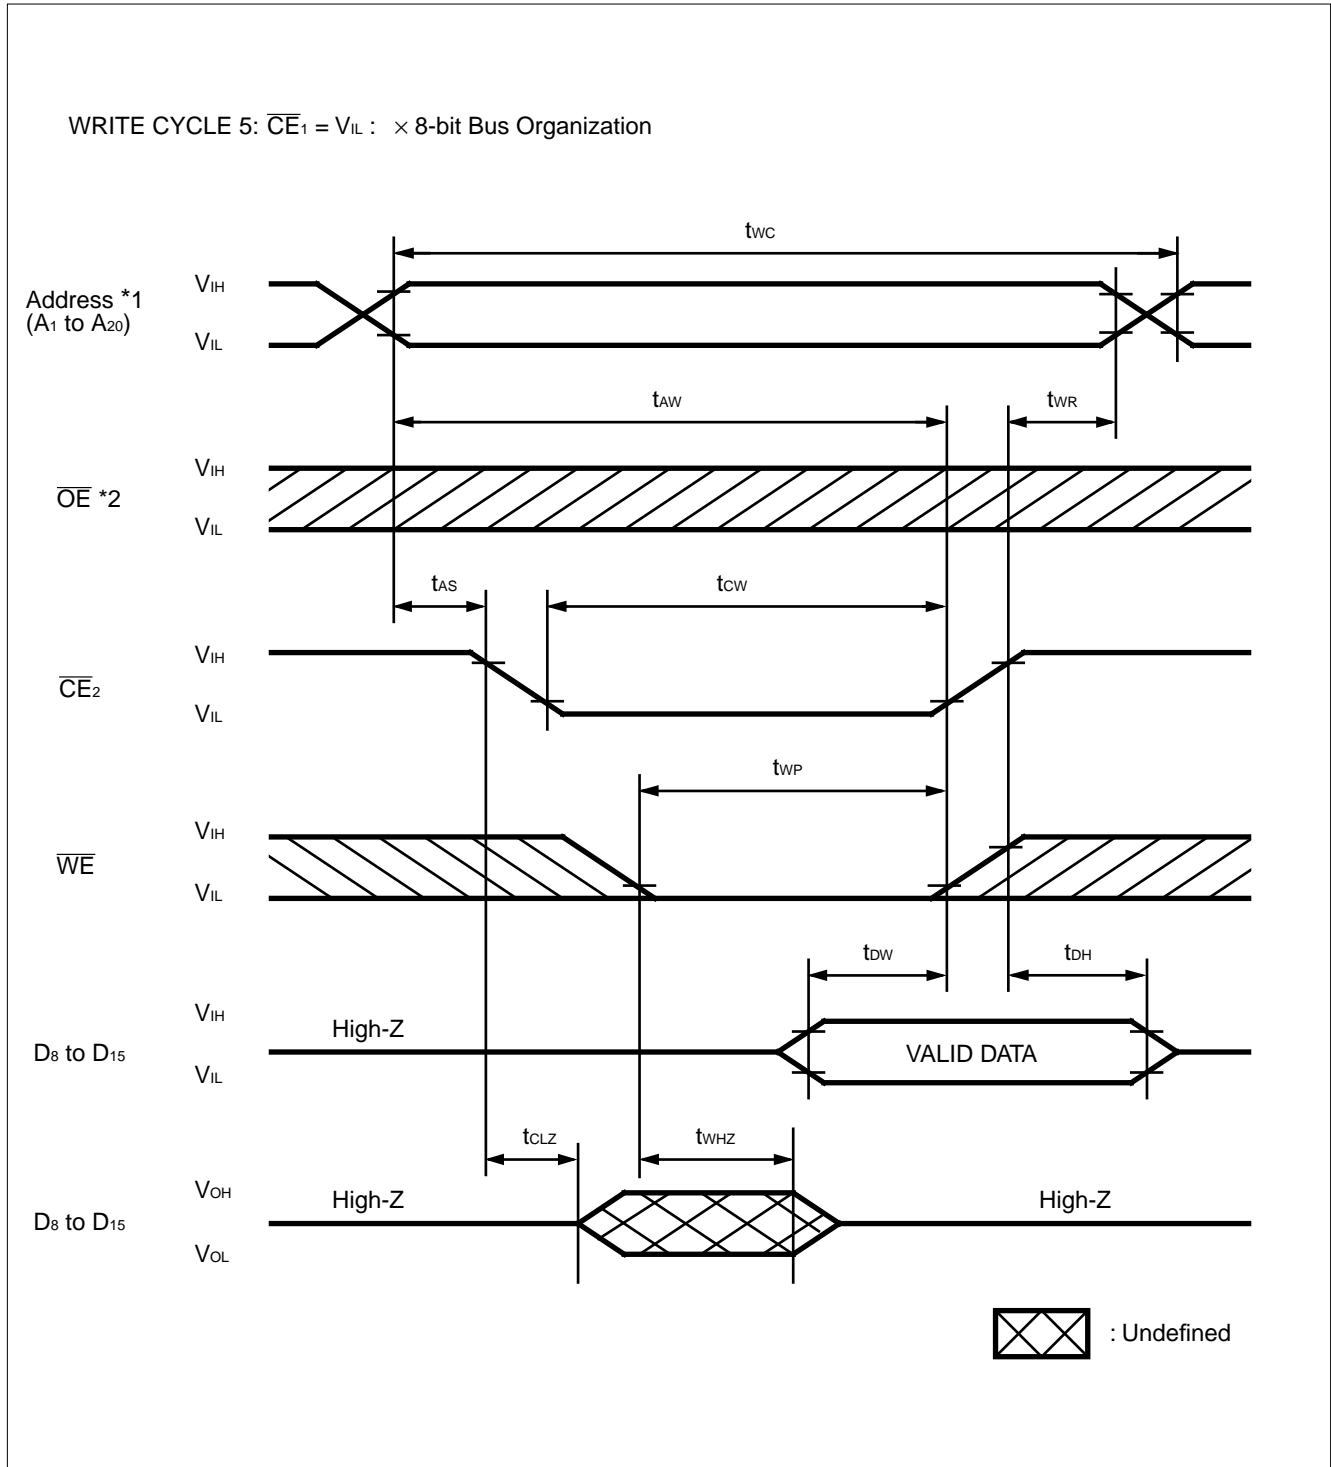 WRITE CYCLE 5: CE1 = VIL : × 8-bit Bus Organization
tWC
Address *1
(A1 to A20)
VIH
VIL
tAW
tWR
OE *2
VIH
VIL
tAS
tCW
CE2
VIH
VIL
tWP
WE
VIH
VIL
tDW
tDH
D8 to D15
VIH
VIL
High-Z
VALID DATA
tCLZ
tWHZ
D8 to D15
VOH
VOL
High-Z
High-Z
: Undefined